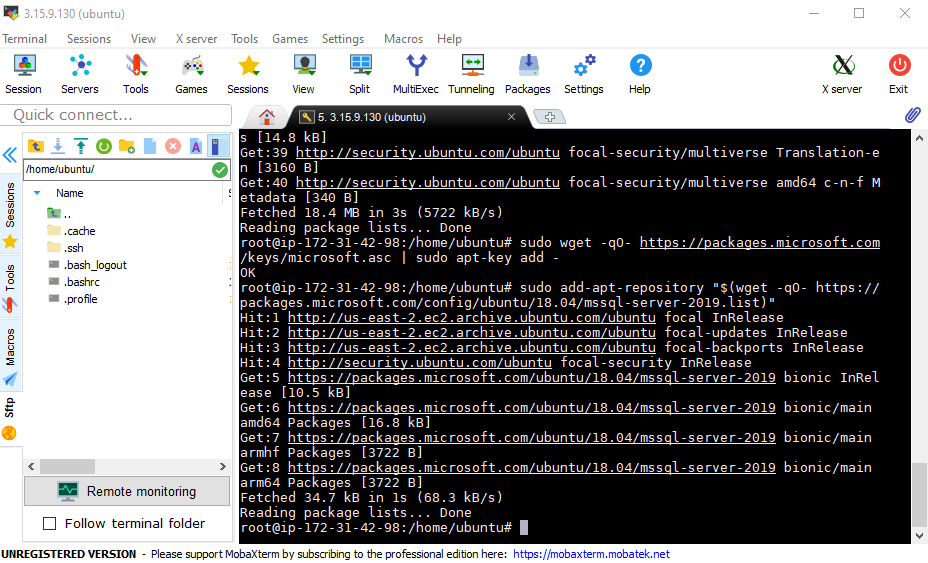 3.15.9.130 (ubuntu)
Terminal Sessions View X server Tools Games Settings Macros Help
Session Servers Tools Games Sessions View Split MultiExec Tunneling Packages Settings Help X server Exit
Quick connect...
5. 3.15.9.130 (ubuntu)
/home/ubuntu/
Name
..
.cache
.ssh
.bash_logout
.bashrc
.profile
Sessions
Tools
Macros
Sftp
Remote monitoring
Follow terminal folder
s [14.8 kB]
Get:39 http://security.ubuntu.com/ubuntu focal-security/multiverse Translation-e
n [3160 B]
Get:40 http://security.ubuntu.com/ubuntu focal-security/multiverse amd64 c-n-f M
etadata [340 B]
Fetched 18.4 MB in 3s (5722 kB/s)
Reading package lists... Done
root@ip-172-31-42-98:/home/ubuntu# sudo wget -qO- https://packages.microsoft.com
/keys/microsoft.asc | sudo apt-key add -
OK
root@ip-172-31-42-98:/home/ubuntu# sudo add-apt-repository "$(wget -qO- https://
packages.microsoft.com/config/ubuntu/18.04/mssql-server-2019.list)"
Hit:1 http://us-east-2.ec2.archive.ubuntu.com/ubuntu focal InRelease
Hit:2 http://us-east-2.ec2.archive.ubuntu.com/ubuntu focal-updates InRelease
Hit:3 http://us-east-2.ec2.archive.ubuntu.com/ubuntu focal-backports InRelease
Hit:4 http://security.ubuntu.com/ubuntu focal-security InRelease
Get:5 https://packages.microsoft.com/ubuntu/18.04/mssql-server-2019 bionic InRel
ease [10.5 kB]
Get:6 https://packages.microsoft.com/ubuntu/18.04/mssql-server-2019 bionic/main
amd64 Packages [16.8 kB]
Get:7 https://packages.microsoft.com/ubuntu/18.04/mssql-server-2019 bionic/main
armhf Packages [3722 B]
Get:8 https://packages.microsoft.com/ubuntu/18.04/mssql-server-2019 bionic/main
arm64 Packages [3722 B]
Fetched 34.7 kB in 1s (68.3 kB/s)
Reading package lists... Done
root@ip-172-31-42-98:/home/ubuntu#
UNREGISTERED VERSION - Please support MobaXterm by subscribing to the professional edition here: https://mobaxterm.mobatek.net